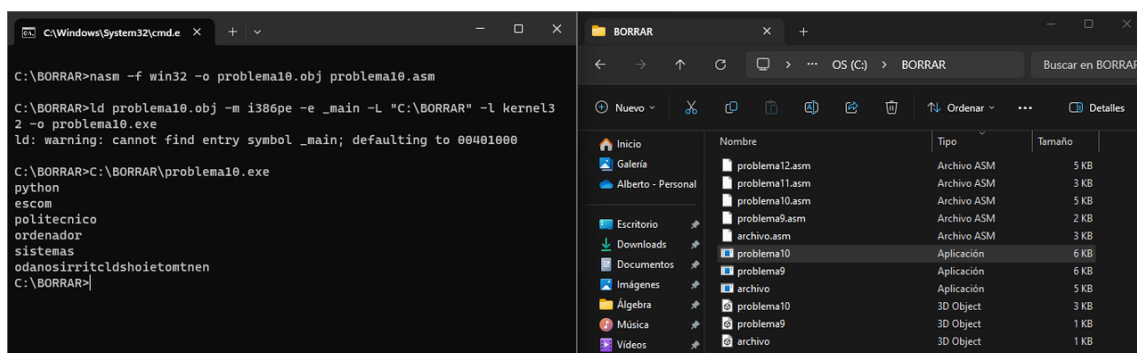 C:\Windows\System32\cmd.e
C:\BORRAR>nasm -f win32 -o problema10.obj problema10.asm
C:\BORRAR>ld problema10.obj -m i386pe -e _main -L "C:\BORRAR" -l kernel3
2 -o problema10.exe
ld: warning: cannot find entry symbol _main; defaulting to 00401000
C:\BORRAR>C:\BORRAR\problema10.exe
python
escom
politecnico
ordenador
sistemas
odanosirritcldshoietomtnen
C:\BORRAR>
BORRAR
OS (C:) > BORRAR
Buscar en BORRAR
Nuevo
Ordenar
Detalles
Inicio
Galería
Alberto - Personal
Escritorio
Downloads
Documentos
Imágenes
Álgebra
Música
Vídeos
Nombre Tipo Tamaño
problema12.asm Archivo ASM 5 KB
problema11.asm Archivo ASM 3 KB
problema10.asm Archivo ASM 5 KB
problema9.asm Archivo ASM 2 KB
archivo.asm Archivo ASM 3 KB
problema10 Aplicación 6 KB
problema9 Aplicación 6 KB
archivo Aplicación 5 KB
problema10 3D Object 3 KB
problema9 3D Object 1 KB
archivo 3D Object 1 KB